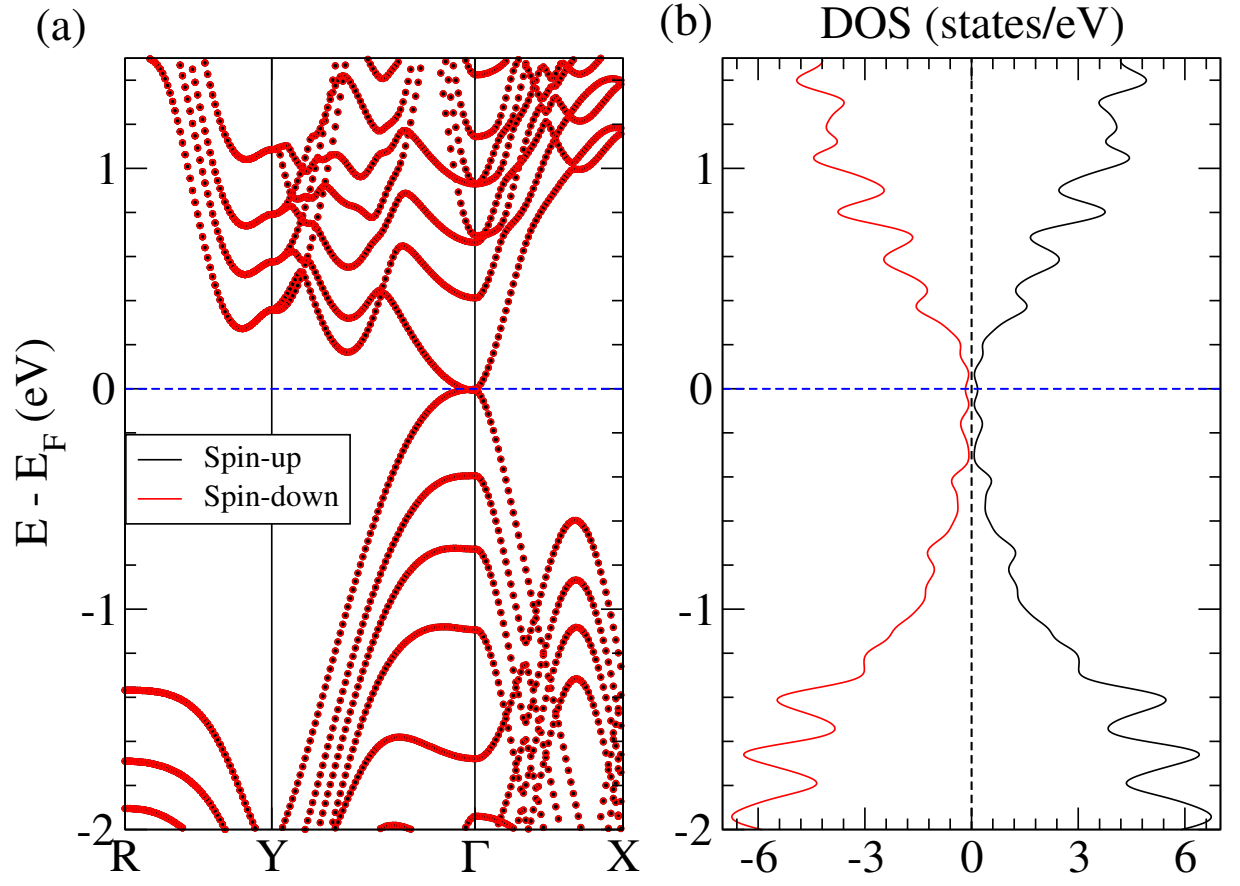 (a)
(b)
DOS (states/eV)
E - E_F (eV)
1
0
-1
-2
Spin-up
Spin-down
R
Y
Γ
X
1
0
-1
-2
-6
-3
0
3
6